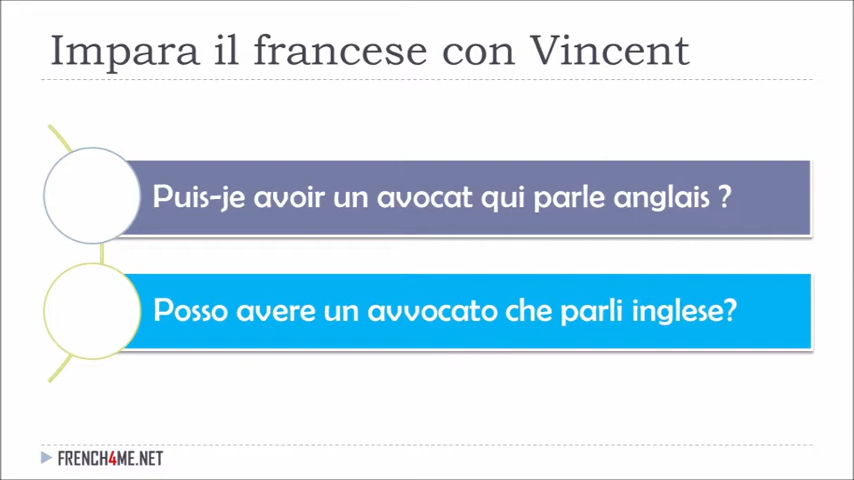 Impara il francese con Vincent
Puis-je avoir un avocat qui parle anglais ?
Posso avere un avvocato che parli inglese?
FRENCH4ME.NET